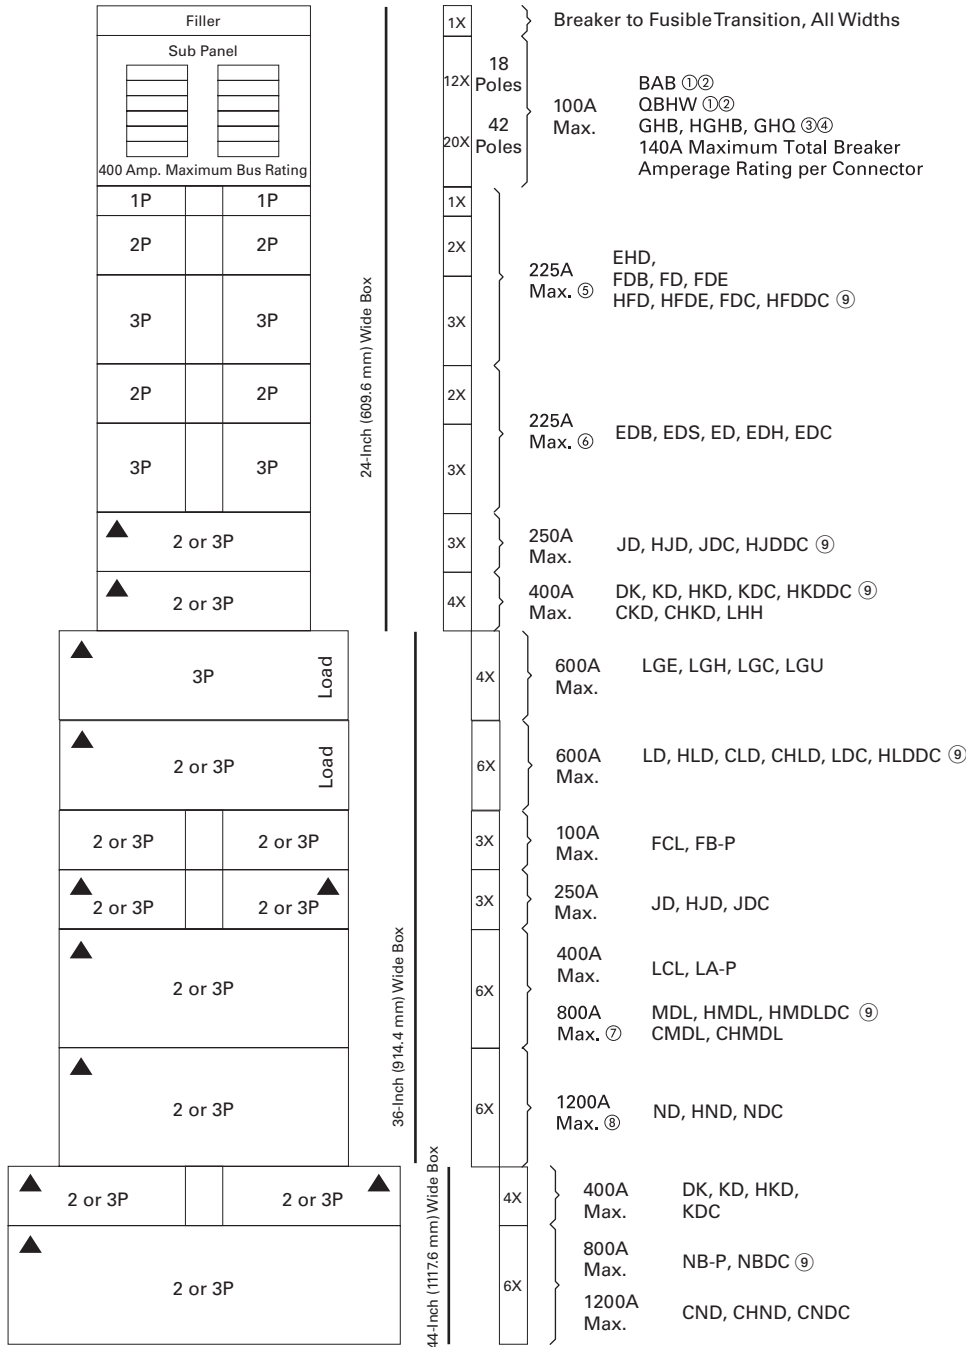 Filler
1X
Breaker to Fusible Transition, All Widths
Sub Panel
400 Amp. Maximum Bus Rating
12X
18
Poles
20X
42
Poles
100A
Max.
BAB ①②
QBHW ①②
GHB, HGHB, GHQ ③④
140A Maximum Total Breaker
Amperage Rating per Connector
1P
1P
1X
2P
2P
2X
3P
3P
3X
225A
Max. ⑤
EHD,
FDB, FD, FDE
HFD, HFDE, FDC, HFDDC ⑨
2P
2P
2X
3P
3P
3X
225A
Max. ⑥
EDB, EDS, ED, EDH, EDC
2 or 3P
3X
250A
Max.
JD, HJD, JDC, HJDDC ⑨
2 or 3P
4X
400A
Max.
DK, KD, HKD, KDC, HKDDC ⑨
CKD, CHKD, LHH
24-Inch (609.6 mm) Wide Box
3P
Load
4X
600A
Max.
LGE, LGH, LGC, LGU
2 or 3P
Load
6X
600A
Max.
LD, HLD, CLD, CHLD, LDC, HLDDC ⑨
2 or 3P
2 or 3P
3X
100A
Max.
FCL, FB-P
2 or 3P
2 or 3P
3X
250A
Max.
JD, HJD, JDC
2 or 3P
6X
400A
Max.
LCL, LA-P
800A
Max. ⑦
MDL, HMDL, HMDLDC ⑨
CMDL, CHMDL
2 or 3P
6X
1200A
Max. ⑧
ND, HND, NDC
36-Inch (914.4 mm) Wide Box
2 or 3P
2 or 3P
4X
400A
Max.
DK, KD, HKD,
KDC
2 or 3P
6X
800A
Max.
NB-P, NBDC ⑨
1200A
Max.
CND, CHND, CNDC
44-Inch (1117.6 mm) Wide Box